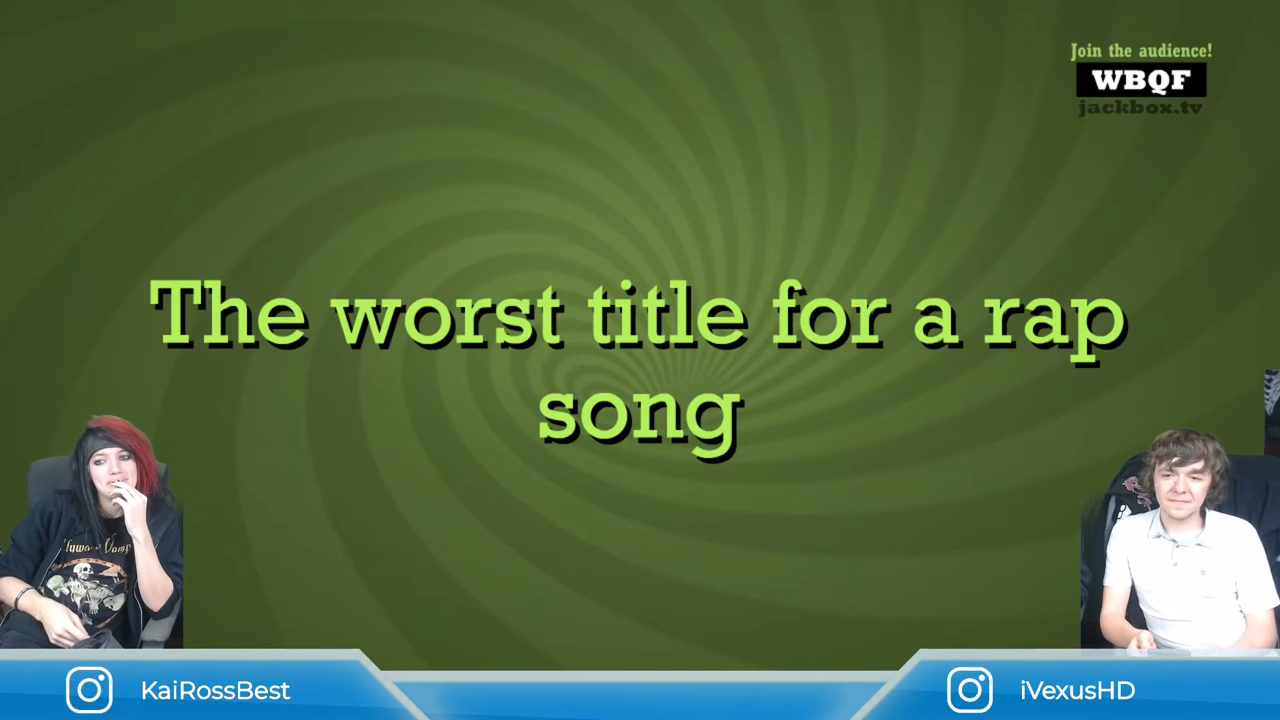 Join the audience!
WBQF
jackbox.tv
The worst title for a rap
song
KaiRossBest
iVexusHD